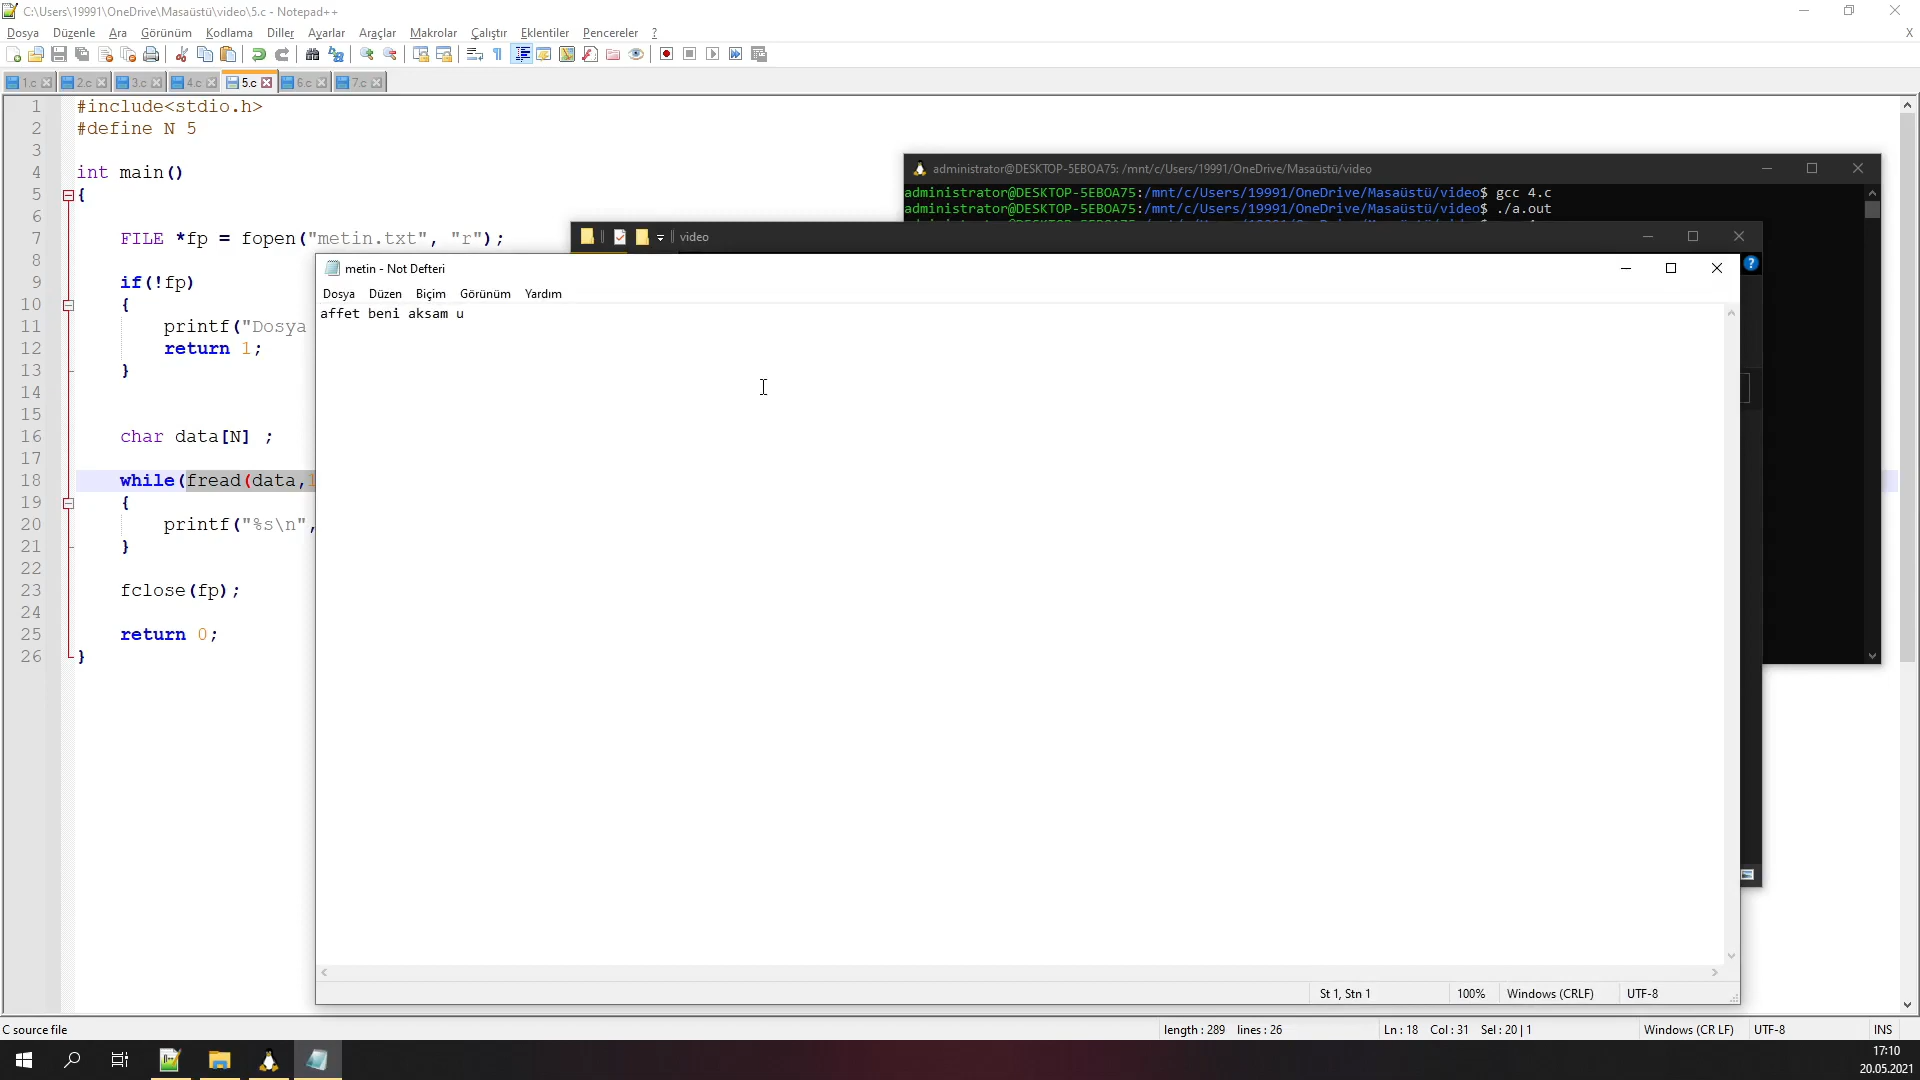 C:\Users\19991\OneDrive\Masaüstü\video\5.c - Notepad++
Dosya Düzenle Ara Görünüm Kodlama Diller Ayarlar Araçlar Makrolar Çalıştır Eklentiler Pencereler ? X
1.c 2.c 3.c 4.c 5.c 6.c 7.c
1 #include<stdio.h>
2 #define N 5
3
4 int main()
5 {
6
7 FILE *fp = fopen("metin.txt", "r");
8
9 if(!fp)
10 {
11 printf("Dosya
12 return 1;
13 }
14
15
16 char data[N] ;
17
18 while(fread(data,1
19 {
20 printf("%s\n",
21 }
22
23 fclose(fp);
24
25 return 0;
26 }
administrator@DESKTOP-5EBOA75: /mnt/c/Users/19991/OneDrive/Masaüstü/video
administrator@DESKTOP-5EBOA75:/mnt/c/Users/19991/OneDrive/Masaüstü/video$ gcc 4.c
administrator@DESKTOP-5EBOA75:/mnt/c/Users/19991/OneDrive/Masaüstü/video$ ./a.out
video
metin - Not Defteri
Dosya Düzen Biçim Görünüm Yardım
affet beni aksam u
St 1, Stn 1 100% Windows (CRLF) UTF-8
C source file length : 289 lines : 26 Ln : 18 Col : 31 Sel : 20 | 1 Windows (CR LF) UTF-8 INS
17:10
20.05.2021